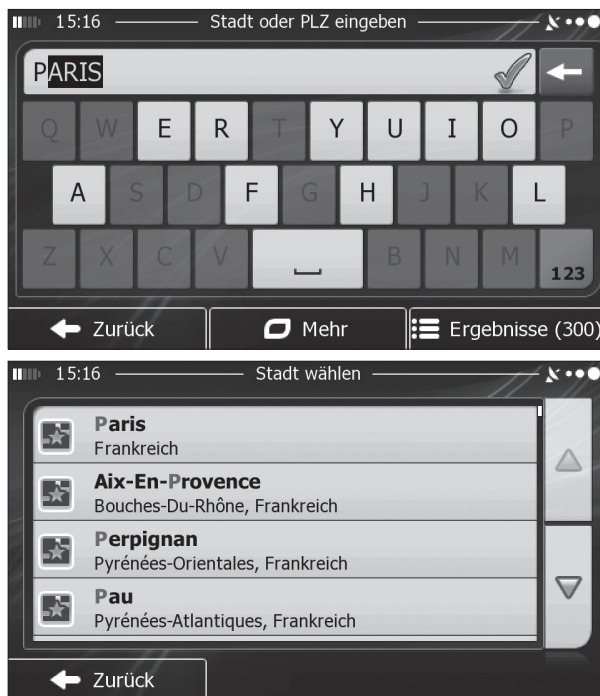 15:16 Stadt oder PLZ eingeben
PARIS
Q W E R T Y U I O P
A S D F G H J K L
Z X C V B N M 123
Zurück Mehr Ergebnisse (300)
15:16 Stadt wählen
Paris
Frankreich
Aix-En-Provence
Bouches-Du-Rhône, Frankreich
Perpignan
Pyrénées-Orientales, Frankreich
Pau
Pyrénées-Atlantiques, Frankreich
Zurück